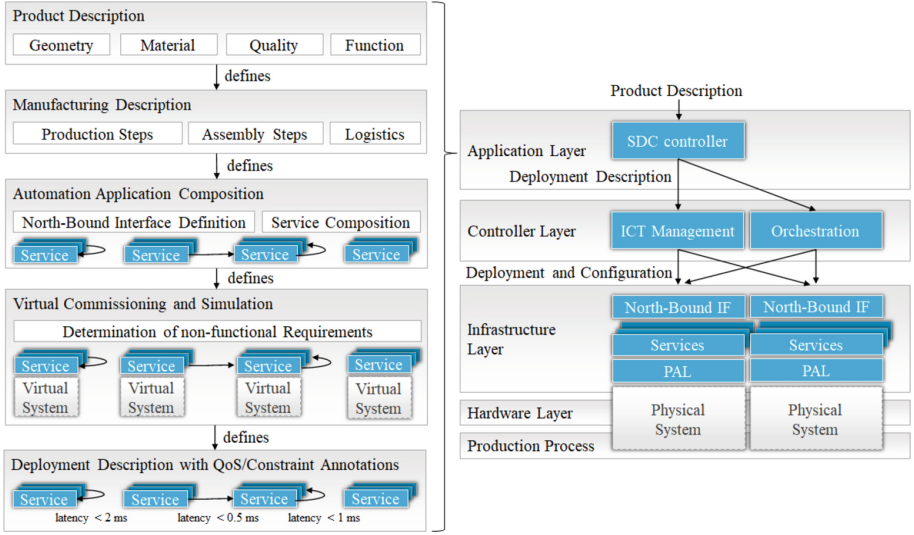 Product Description
Geometry
Material
Quality
Function
defines
Manufacturing Description
Production Steps
Assembly Steps
Logistics
defines
Automation Application Composition
North-Bound Interface Definition
Service Composition
Service
Service
Service
Service
defines
Virtual Commissioning and Simulation
Determination of non-functional Requirements
Service
Service
Service
Service
Virtual
System
Virtual
System
Virtual
System
Virtual
System
defines
Deployment Description with QoS/Constraint Annotations
Service
Service
Service
Service
latency < 2 ms
latency < 0.5 ms
latency < 1 ms
Product Description
SDC controller
Application Layer
Deployment Description
Controller Layer
ICT Management
Orchestration
Deployment and Configuration
North-Bound IF
North-Bound IF
Infrastructure
Layer
Services
Services
PAL
PAL
Hardware Layer
Physical
System
Physical
System
Production Process